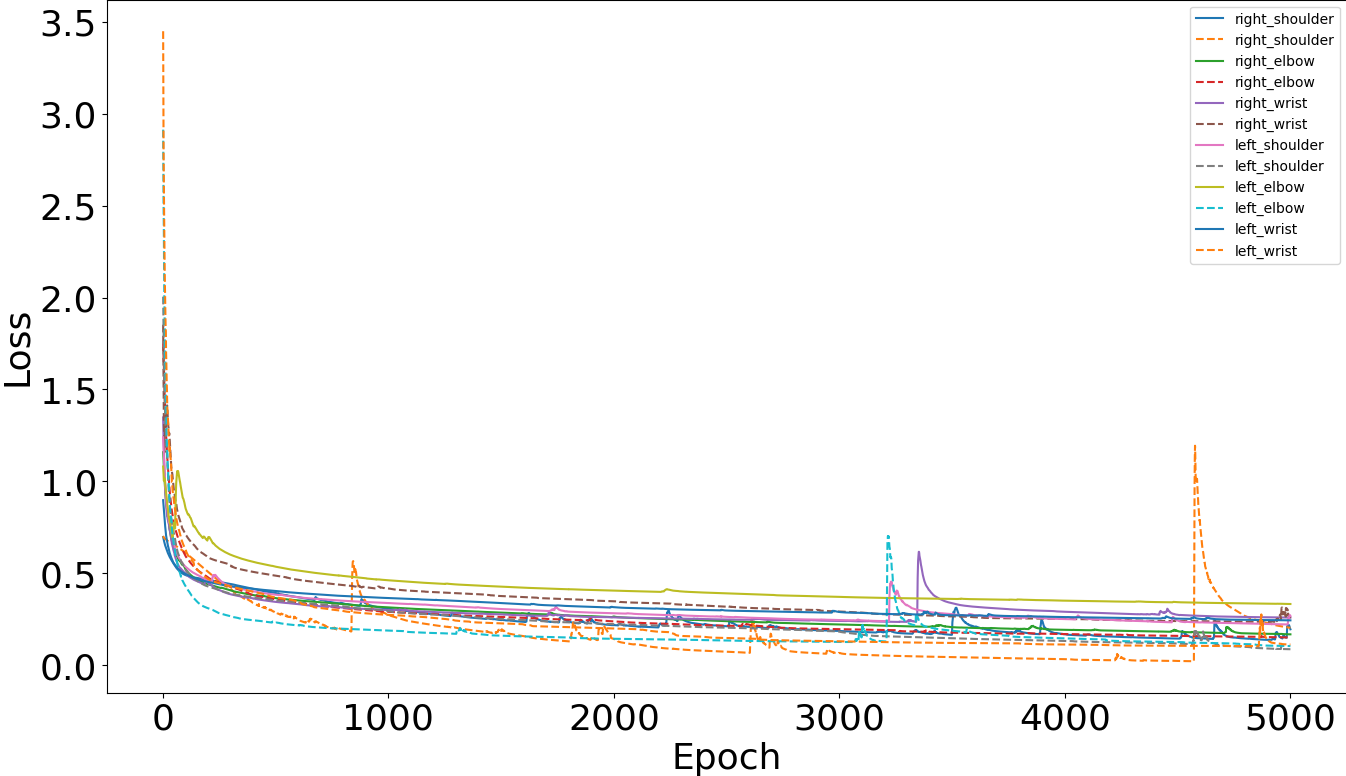 3.5
3.0
2.5
2.0
1.5
1.0
0.5
0.0
Loss
0
1000
2000
3000
4000
5000
Epoch
right_shoulder
right_shoulder
right_elbow
right_elbow
right_wrist
right_wrist
left_shoulder
left_shoulder
left_elbow
left_elbow
left_wrist
left_wrist